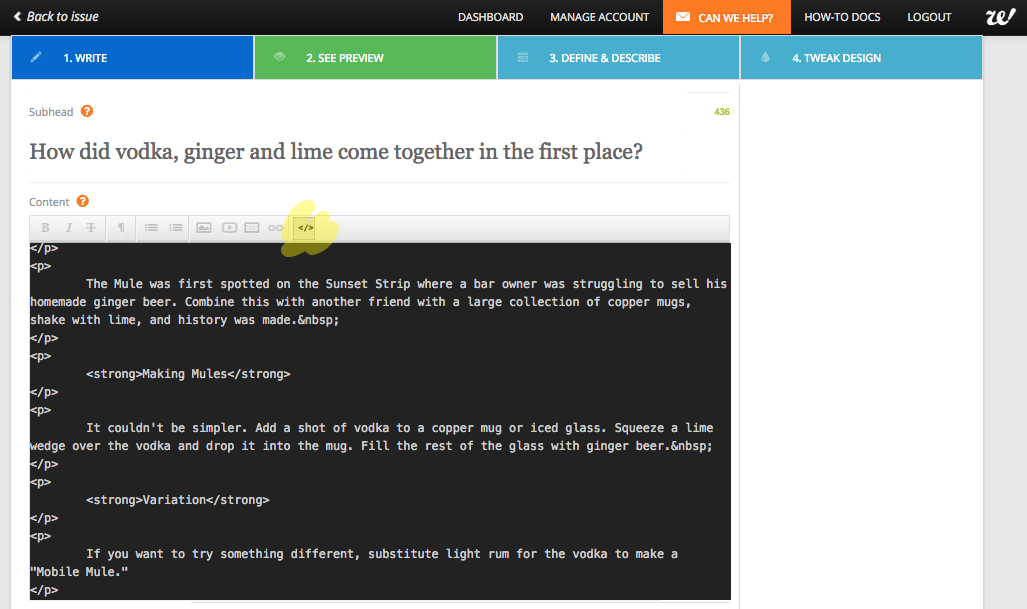 Back to issue
DASHBOARD
MANAGE ACCOUNT
CAN WE HELP?
HOW-TO DOCS
LOGOUT
we!
1. WRITE
2. SEE PREVIEW
3. DEFINE & DESCRIBE
4. TWEAK DESIGN
Subhead ?
436
How did vodka, ginger and lime come together in the first place?
Content ?
B I T ¶ </>
</p>
<p>
The Mule was first spotted on the Sunset Strip where a bar owner was struggling to sell his
homemade ginger beer. Combine this with another friend with a large collection of copper mugs,
shake with lime, and history was made.&nbsp;
</p>
<p>
<strong>Making Mules</strong>
</p>
<p>
It couldn't be simpler. Add a shot of vodka to a copper mug or iced glass. Squeeze a lime
wedge over the vodka and drop it into the mug. Fill the rest of the glass with ginger beer.&nbsp;
</p>
<p>
<strong>Variation</strong>
</p>
<p>
If you want to try something different, substitute light rum for the vodka to make a
"Mobile Mule."
</p>